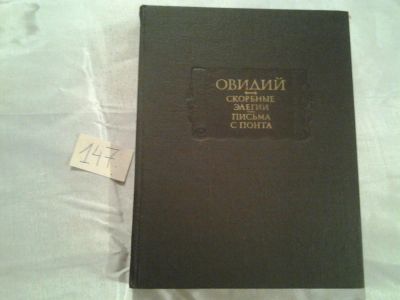 ОВИДИЙ
СКОРБНЫЕ
ЭЛЕГИИ
ПИСЬМА
С ПОНТА
147